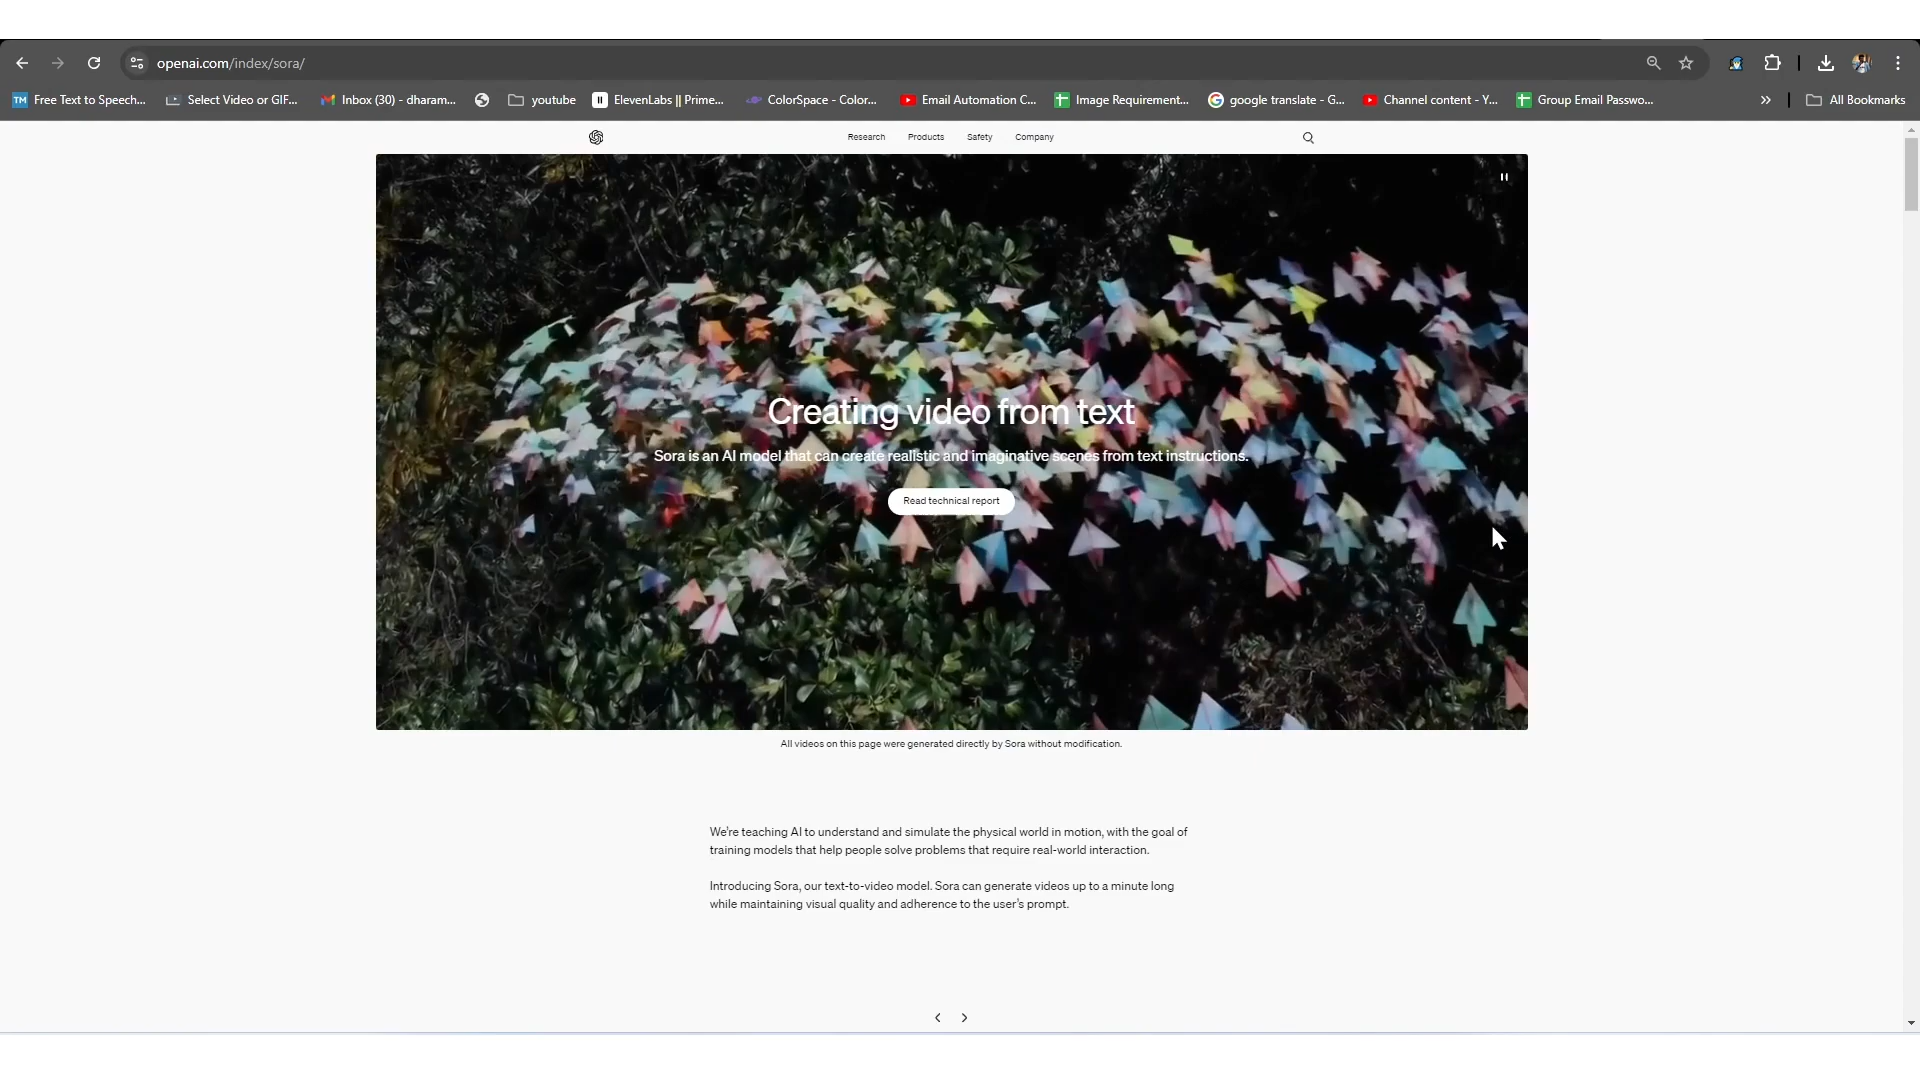 openai.com/index/sora/
TM Free Text to Speech... Select Video or GIF... Inbox (30) - dharam... youtube ElevenLabs || Prime... ColorSpace - Color... Email Automation C... Image Requirement... google translate - G... Channel content - Y... Group Email Passwo... » All Bookmarks
Research Products Safety Company
Creating video from text
Sora is an AI model that can create realistic and imaginative scenes from text instructions.
Read technical report
All videos on this page were generated directly by Sora without modification.
We're teaching AI to understand and simulate the physical world in motion, with the goal of
training models that help people solve problems that require real-world interaction.
Introducing Sora, our text-to-video model. Sora can generate videos up to a minute long
while maintaining visual quality and adherence to the user's prompt.